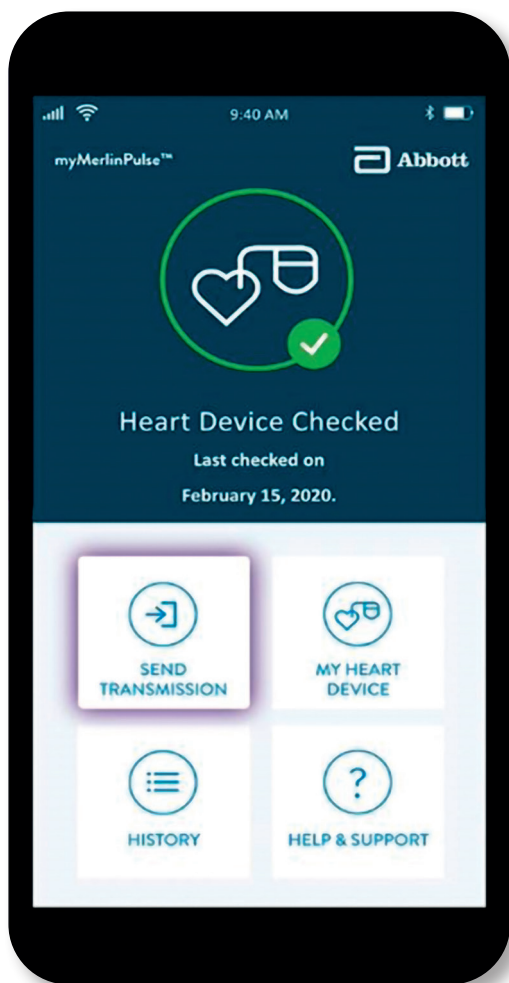 9:40 AM
myMerlinPulse™
Abbott
Heart Device Checked
Last checked on
February 15, 2020.
SEND
TRANSMISSION
MY HEART
DEVICE
HISTORY
?
HELP & SUPPORT